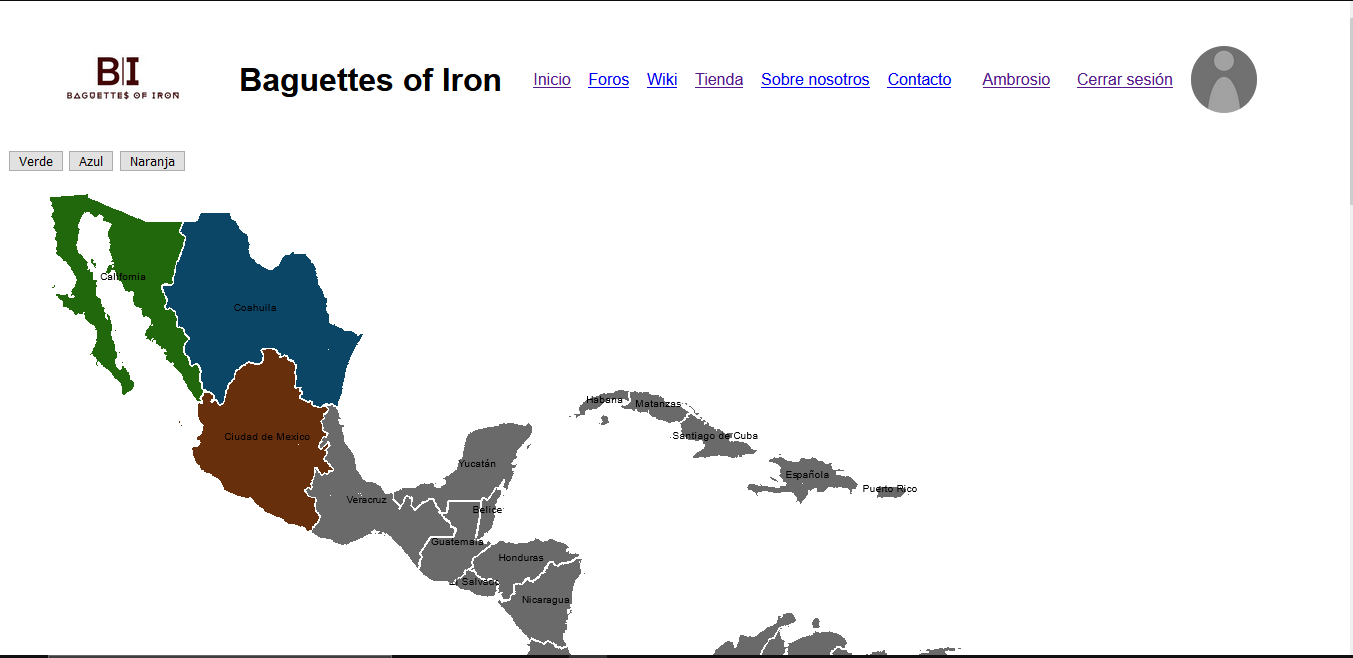 BI
BAGUETTES OF IRON
Baguettes of Iron Inicio Foros Wiki Tienda Sobre nosotros Contacto Ambrosio Cerrar sesión
Verde Azul Naranja
California
Coahuila
Habana Matanzas
Ciudad de Mexico
Santiago de Cuba
Yucatán
Española
Puerto Rico
Veracruz
Belice
Guatemala
Honduras
El Salvado
Nicaragua